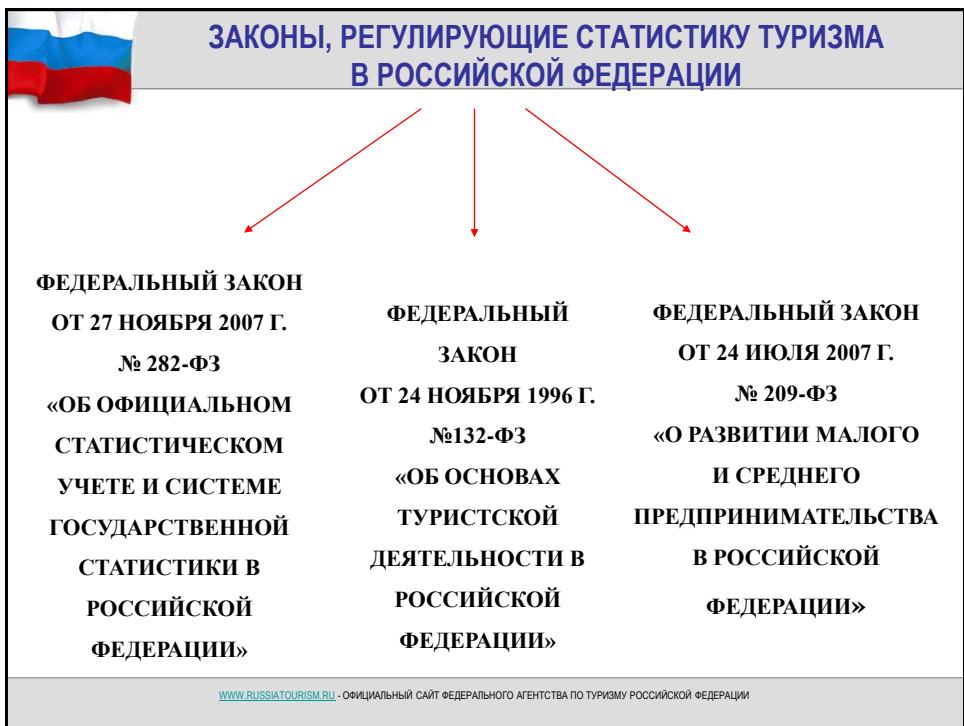 ЗАКОНЫ, РЕГУЛИРУЮЩИЕ СТАТИСТИКУ ТУРИЗМА
В РОССИЙСКОЙ ФЕДЕРАЦИИ
ФЕДЕРАЛЬНЫЙ ЗАКОН
ОТ 27 НОЯБРЯ 2007 Г.
№ 282-ФЗ
«ОБ ОФИЦИАЛЬНОМ
СТАТИСТИЧЕСКОМ
УЧЕТЕ И СИСТЕМЕ
ГОСУДАРСТВЕННОЙ
СТАТИСТИКИ В
РОССИЙСКОЙ
ФЕДЕРАЦИИ»
ФЕДЕРАЛЬНЫЙ
ЗАКОН
ОТ 24 НОЯБРЯ 1996 Г.
№132-ФЗ
«ОБ ОСНОВАХ
ТУРИСТСКОЙ
ДЕЯТЕЛЬНОСТИ В
РОССИЙСКОЙ
ФЕДЕРАЦИИ»
ФЕДЕРАЛЬНЫЙ ЗАКОН
ОТ 24 ИЮЛЯ 2007 Г.
№ 209-ФЗ
«О РАЗВИТИИ МАЛОГО
И СРЕДНЕГО
ПРЕДПРИНИМАТЕЛЬСТВА
В РОССИЙСКОЙ
ФЕДЕРАЦИИ»
WWW.RUSSIATOURISM.RU - ОФИЦИАЛЬНЫЙ САЙТ ФЕДЕРАЛЬНОГО АГЕНТСТВА ПО ТУРИЗМУ РОССИЙСКОЙ ФЕДЕРАЦИИ